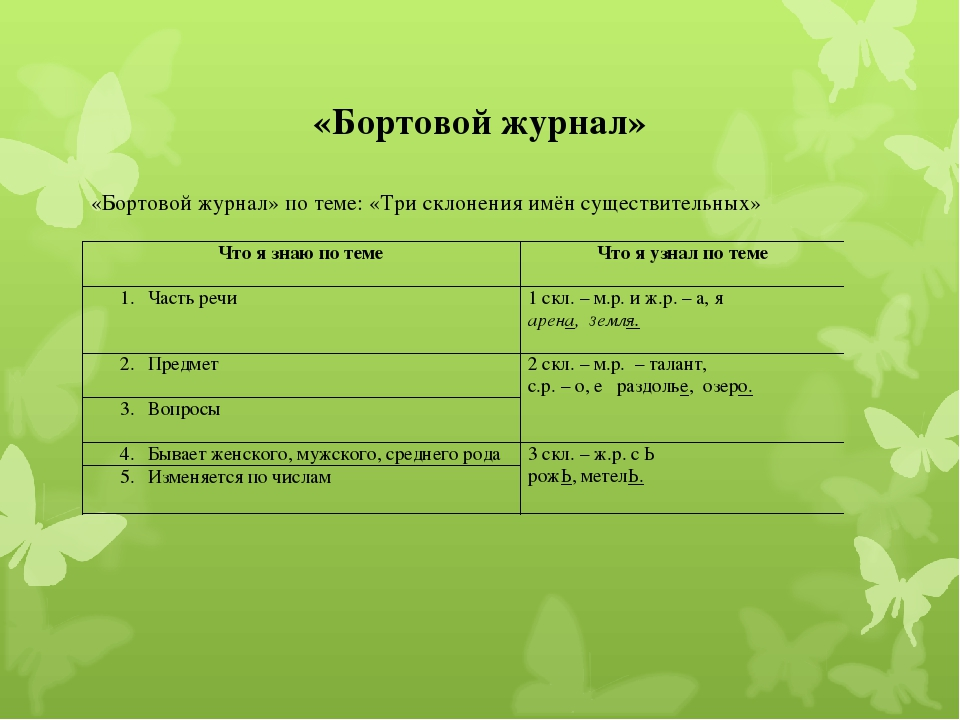 «Бортовой журнал»
«Бортовой журнал» по теме: «Три склонения имён существительных»
Что я знаю по теме
Что я узнал по теме
1. Часть речи
1 скл. – м.р. и ж.р. – а, я
арена, земля.
2. Предмет
2 скл. – м.р. – талант,
с.р. – о, е раздолье, озеро.
3. Вопросы
4. Бывает женского, мужского, среднего рода
3 скл. – ж.р. с Ь
рожЬ, метелЬ.
5. Изменяется по числам